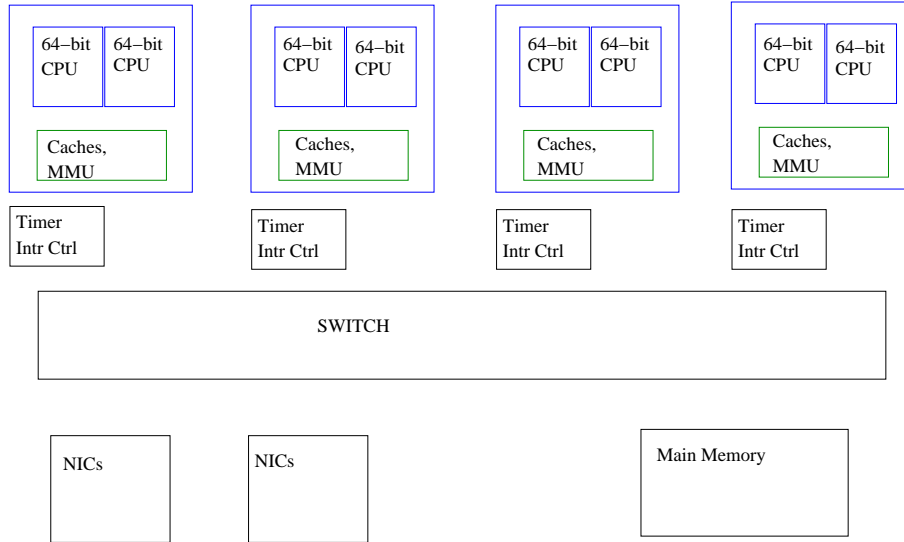 64−bit
CPU
64−bit
CPU
Caches,
MMU
64−bit
CPU
64−bit
CPU
Caches,
MMU
64−bit
CPU
64−bit
CPU
Caches,
MMU
64−bit
CPU
64−bit
CPU
Caches,
MMU
Timer
Intr Ctrl
Timer
Intr Ctrl
Timer
Intr Ctrl
Timer
Intr Ctrl
SWITCH
NICs
NICs
Main Memory